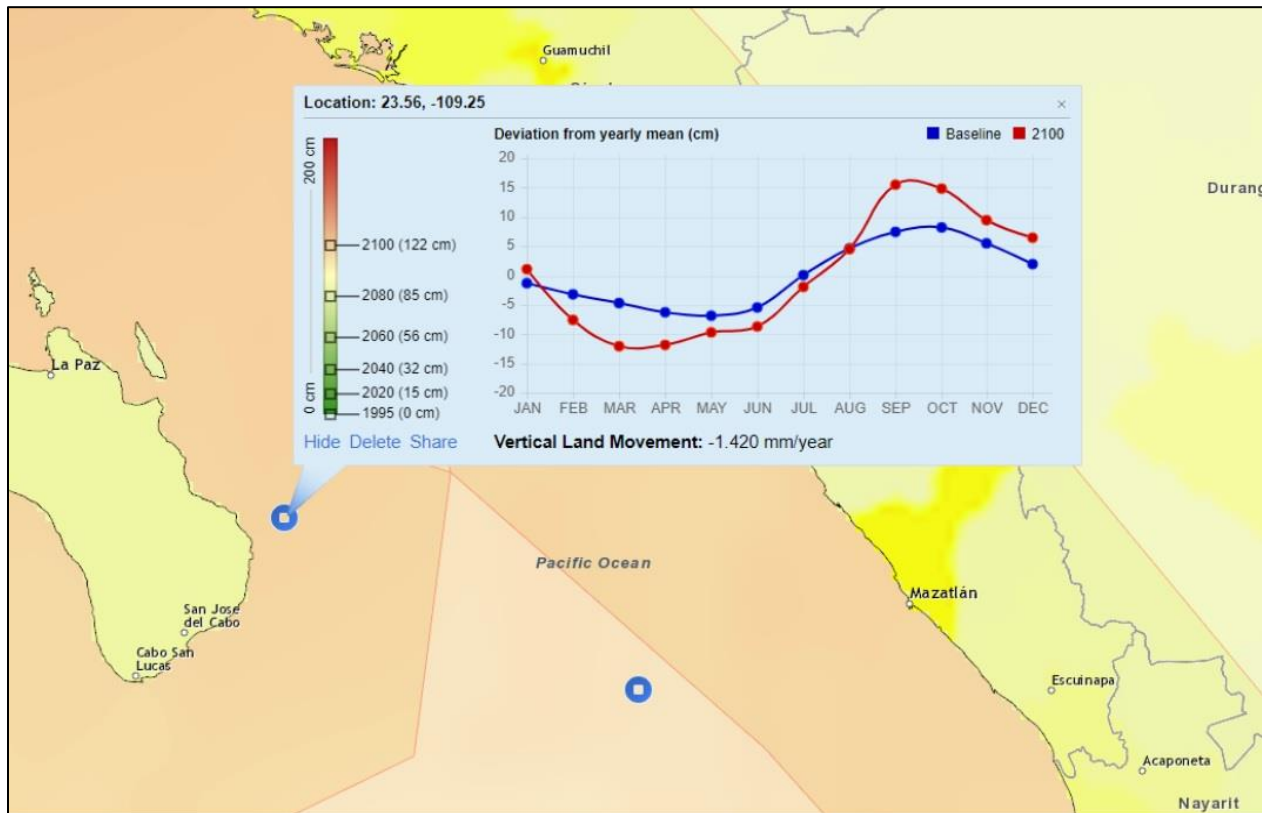 Guamuchil
Location: 23.56, -109.25
×
200 cm
0 cm
2100 (122 cm)
2080 (85 cm)
2060 (56 cm)
2040 (32 cm)
2020 (15 cm)
1995 (0 cm)
Hide Delete Share
Deviation from yearly mean (cm)
Baseline 2100
20
15
10
5
0
-5
-10
-15
-20
JAN FEB MAR APR MAY JUN JUL AUG SEP OCT NOV DEC
Vertical Land Movement: -1.420 mm/year
Durang
La Paz
Pacific Ocean
Mazatlán
San Jose
del Cabo
Cabo San
Lucas
Escuinapa
Acaponeta
Nayarit